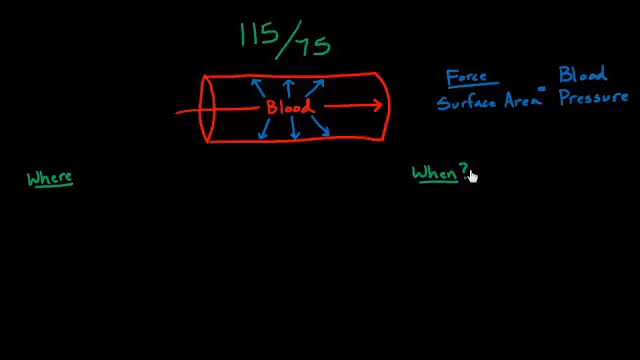 115/75
Blood
Force
Surface Area = Blood Pressure
Where
When?